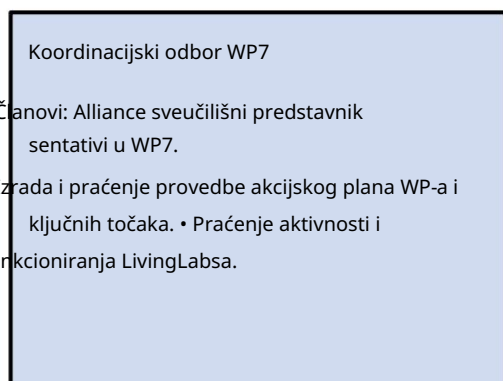 Koordinacijski odbor WP7
Članovi: Alliance sveučilišni predstavnik
sentativi u WP7.
zrada i praćenje provedbe akcijskog plana WP-a i
ključnih točaka. • Praćenje aktivnosti i
nkcioniranja LivingLabsa.